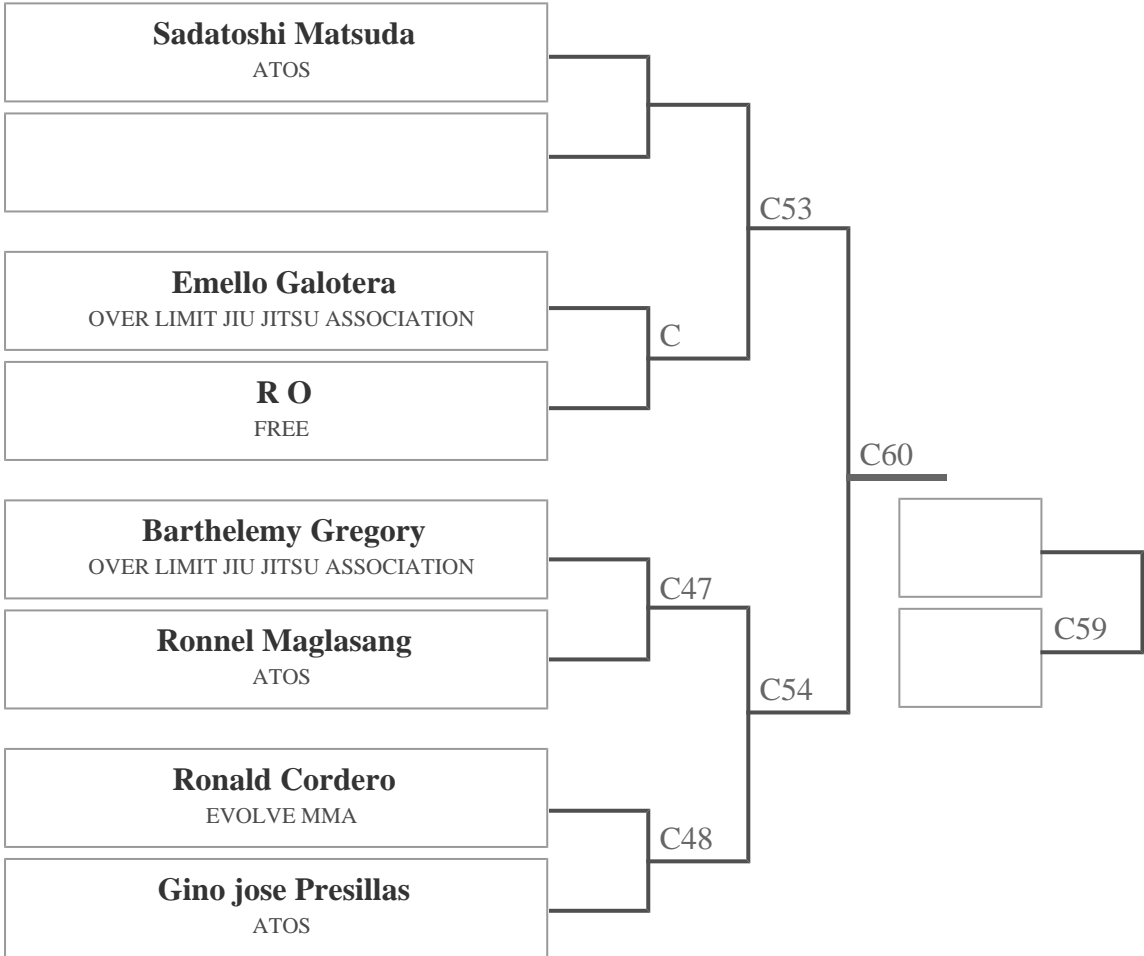 Sadatoshi Matsuda
ATOS
C53
Emello Galotera
OVER LIMIT JIU JITSU ASSOCIATION
C
R O
FREE
C60
Barthelemy Gregory
OVER LIMIT JIU JITSU ASSOCIATION
C47
Ronnel Maglasang
ATOS
C59
C54
Ronald Cordero
EVOLVE MMA
C48
Gino jose Presillas
ATOS